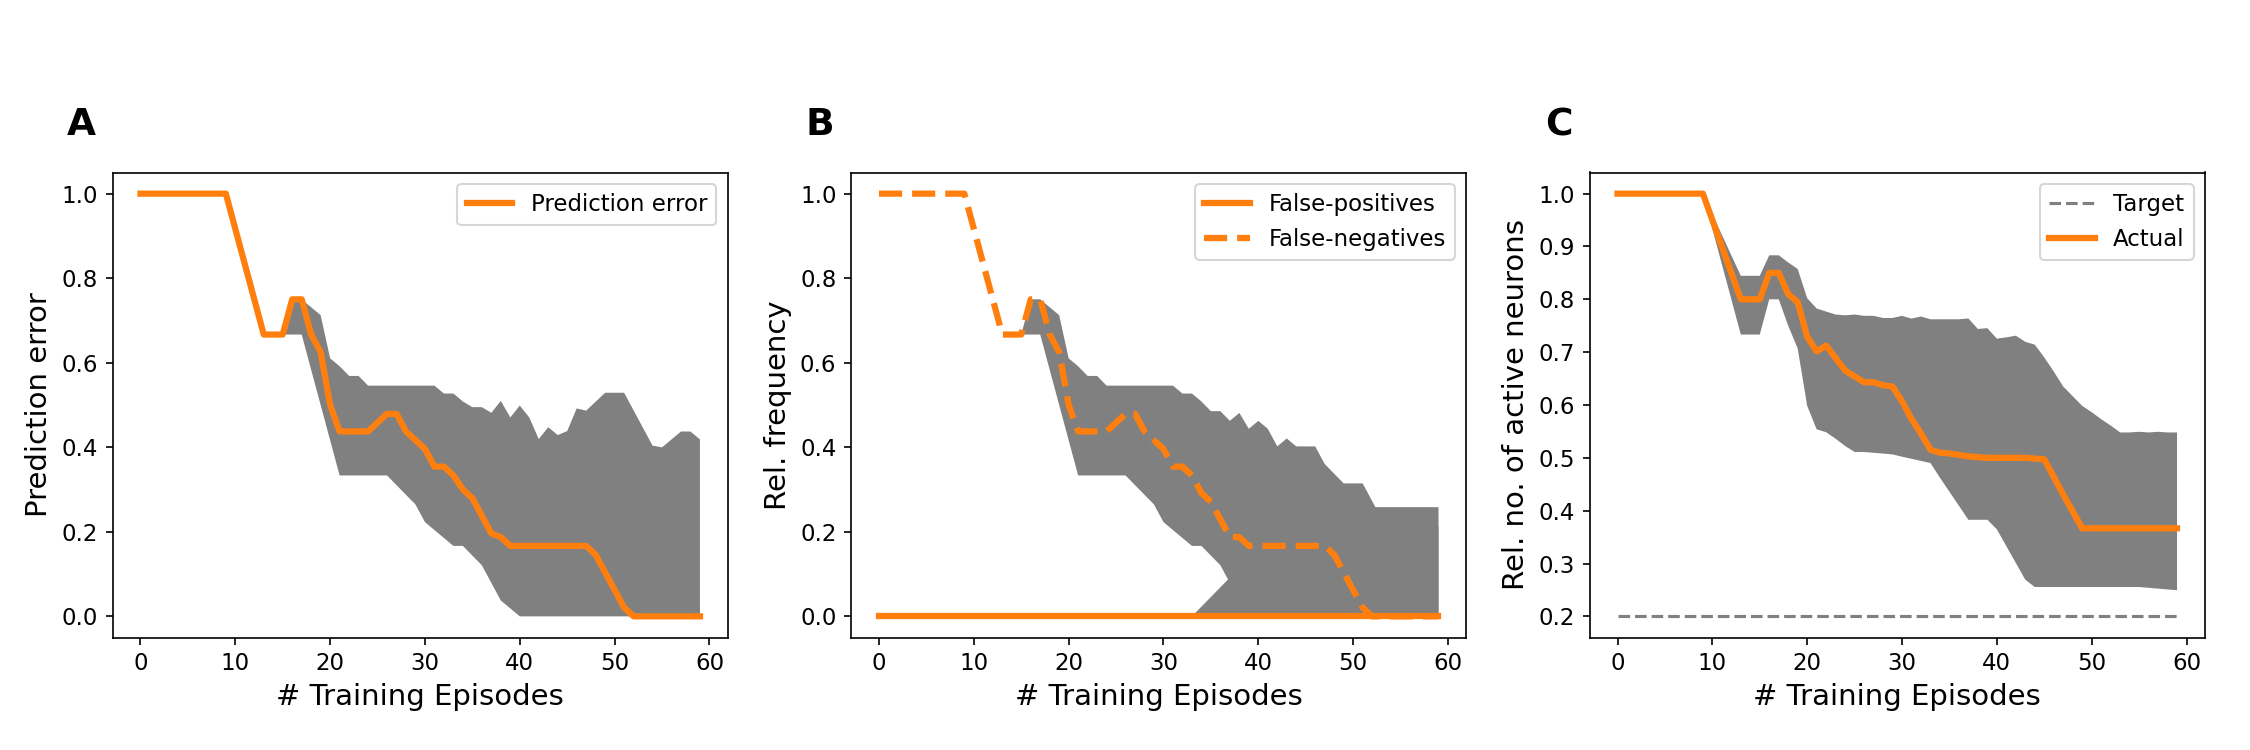 A
B
C
Prediction error
1.0
0.8
0.6
0.4
0.2
0.0
0 10 20 30 40 50 60
# Training Episodes
Prediction error
Rel. frequency
1.0
0.8
0.6
0.4
0.2
0.0
0 10 20 30 40 50 60
# Training Episodes
False-positives
False-negatives
Rel. no. of active neurons
1.0
0.9
0.8
0.7
0.6
0.5
0.4
0.3
0.2
0 10 20 30 40 50 60
# Training Episodes
Target
Actual